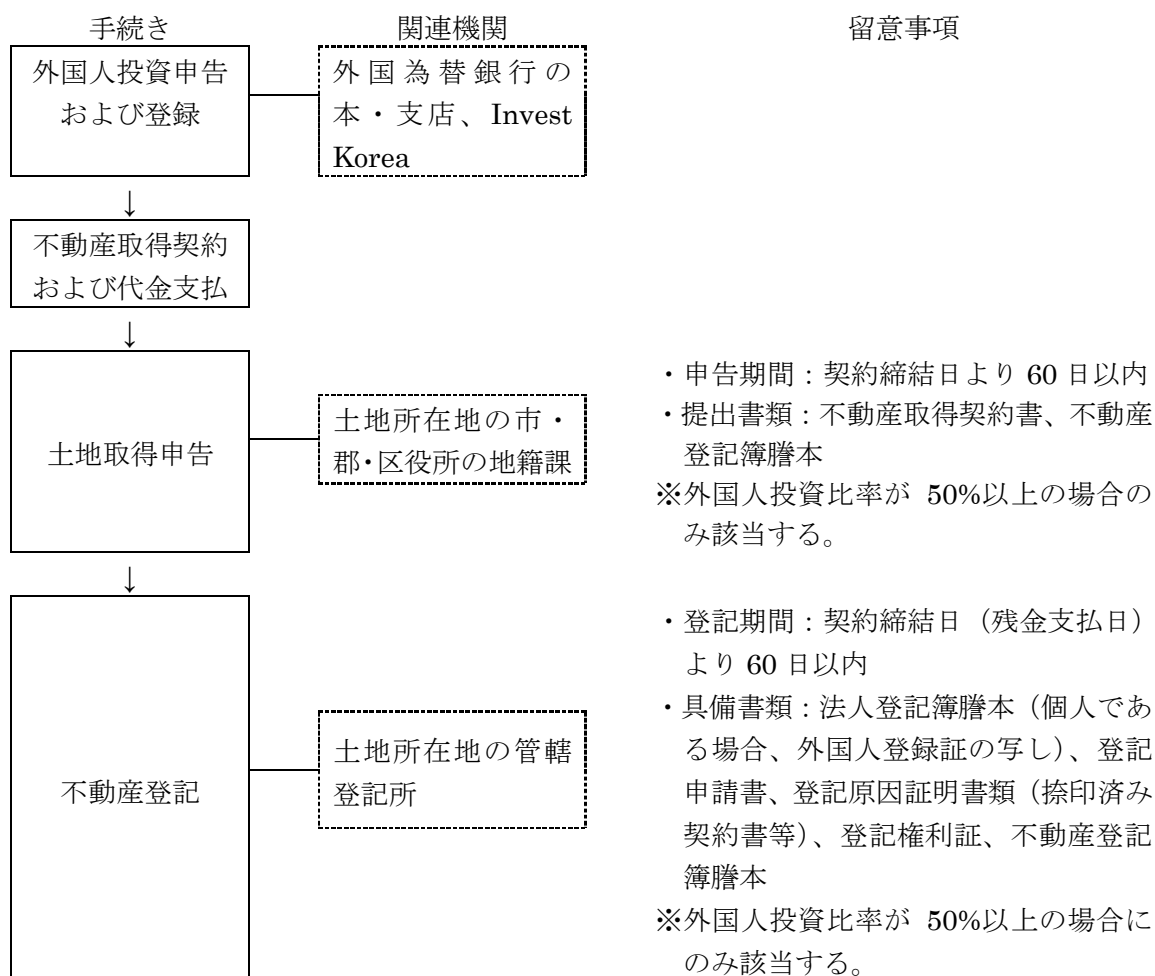 手続き 関連機関 留意事項
外国人投資申告
および登録
外国為替銀行の
本・支店、Invest
Korea
↓
不動産取得契約
および代金支払
↓
土地取得申告
土地所在地の市・
郡・区役所の地籍課
・申告期間：契約締結日より 60 日以内
・提出書類：不動産取得契約書、不動産
登記簿謄本
※外国人投資比率が 50%以上の場合の
み該当する。
↓
不動産登記
土地所在地の管轄
登記所
・登記期間：契約締結日（残金支払日）
より 60 日以内
・具備書類：法人登記簿謄本（個人であ
る場合、外国人登録証の写し）、登記
申請書、登記原因証明書類（捺印済み
契約書等）、登記権利証、不動産登記
簿謄本
※外国人投資比率が 50%以上の場合に
のみ該当する。